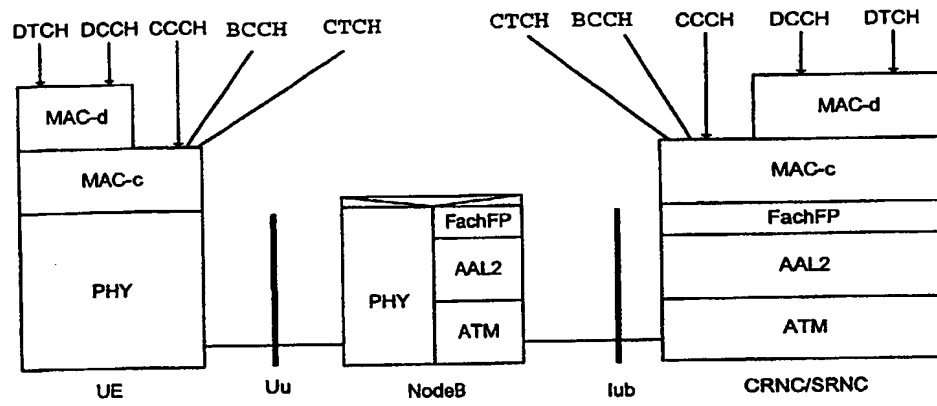 DTCH DCCH CCCH BCCH CTCH CTCH BCCH CCCH DCCH DTCH
MAC-d MAC-d
MAC-c MAC-c
FachFP FachFP
PHY PHY AAL2 AAL2
ATM ATM
UE Uu NodeB Iub CRNC/SRNC